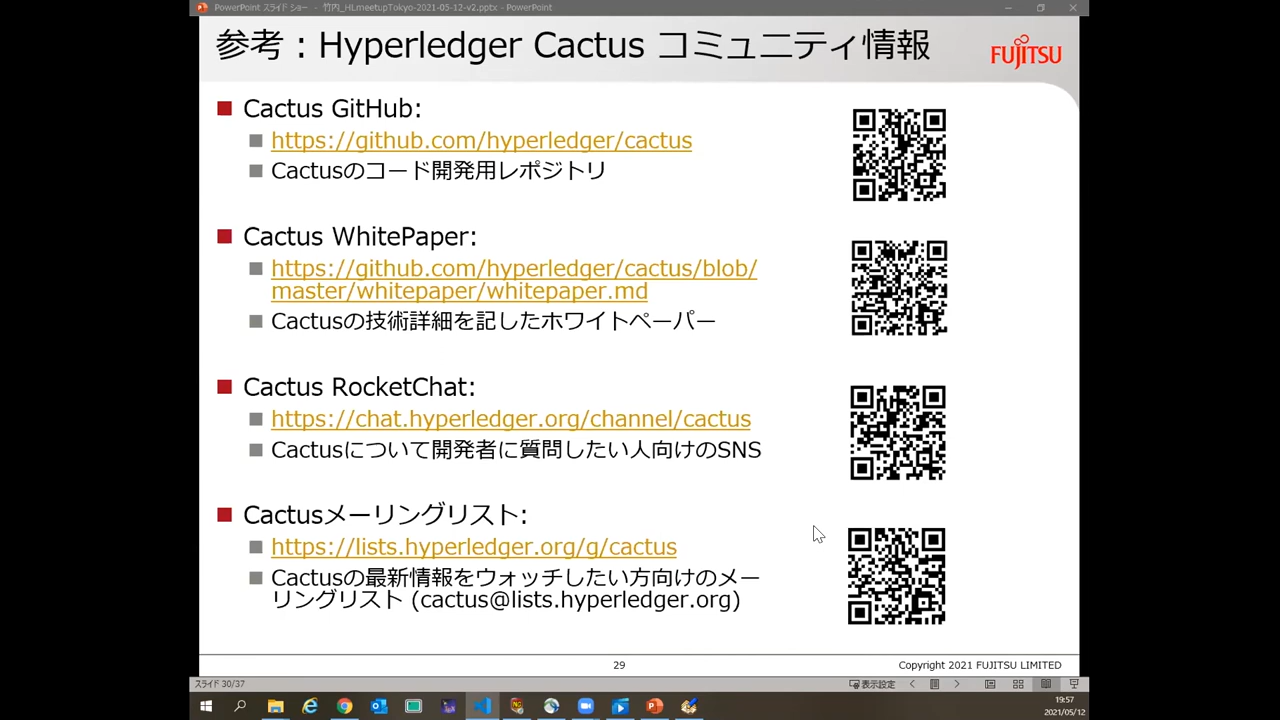 PowerPoint スライド ショー - 竹内_HLmeetupTokyo-2021-05-12-v2.pptx - PowerPoint
参考：Hyperledger Cactus コミュニティ情報
FUJITSU
Cactus GitHub:
https://github.com/hyperledger/cactus
Cactusのコード開発用レポジトリ
Cactus WhitePaper:
https://github.com/hyperledger/cactus/blob/
master/whitepaper/whitepaper.md
Cactusの技術詳細を記したホワイトペーパー
Cactus RocketChat:
https://chat.hyperledger.org/channel/cactus
Cactusについて開発者に質問したい人向けのSNS
Cactusメーリングリスト:
https://lists.hyperledger.org/g/cactus
Cactusの最新情報をウォッチしたい方向けのメー
リングリスト (cactus@lists.hyperledger.org)
29
Copyright 2021 FUJITSU LIMITED
スライド 30/37
表示設定
19:57
2021/05/12